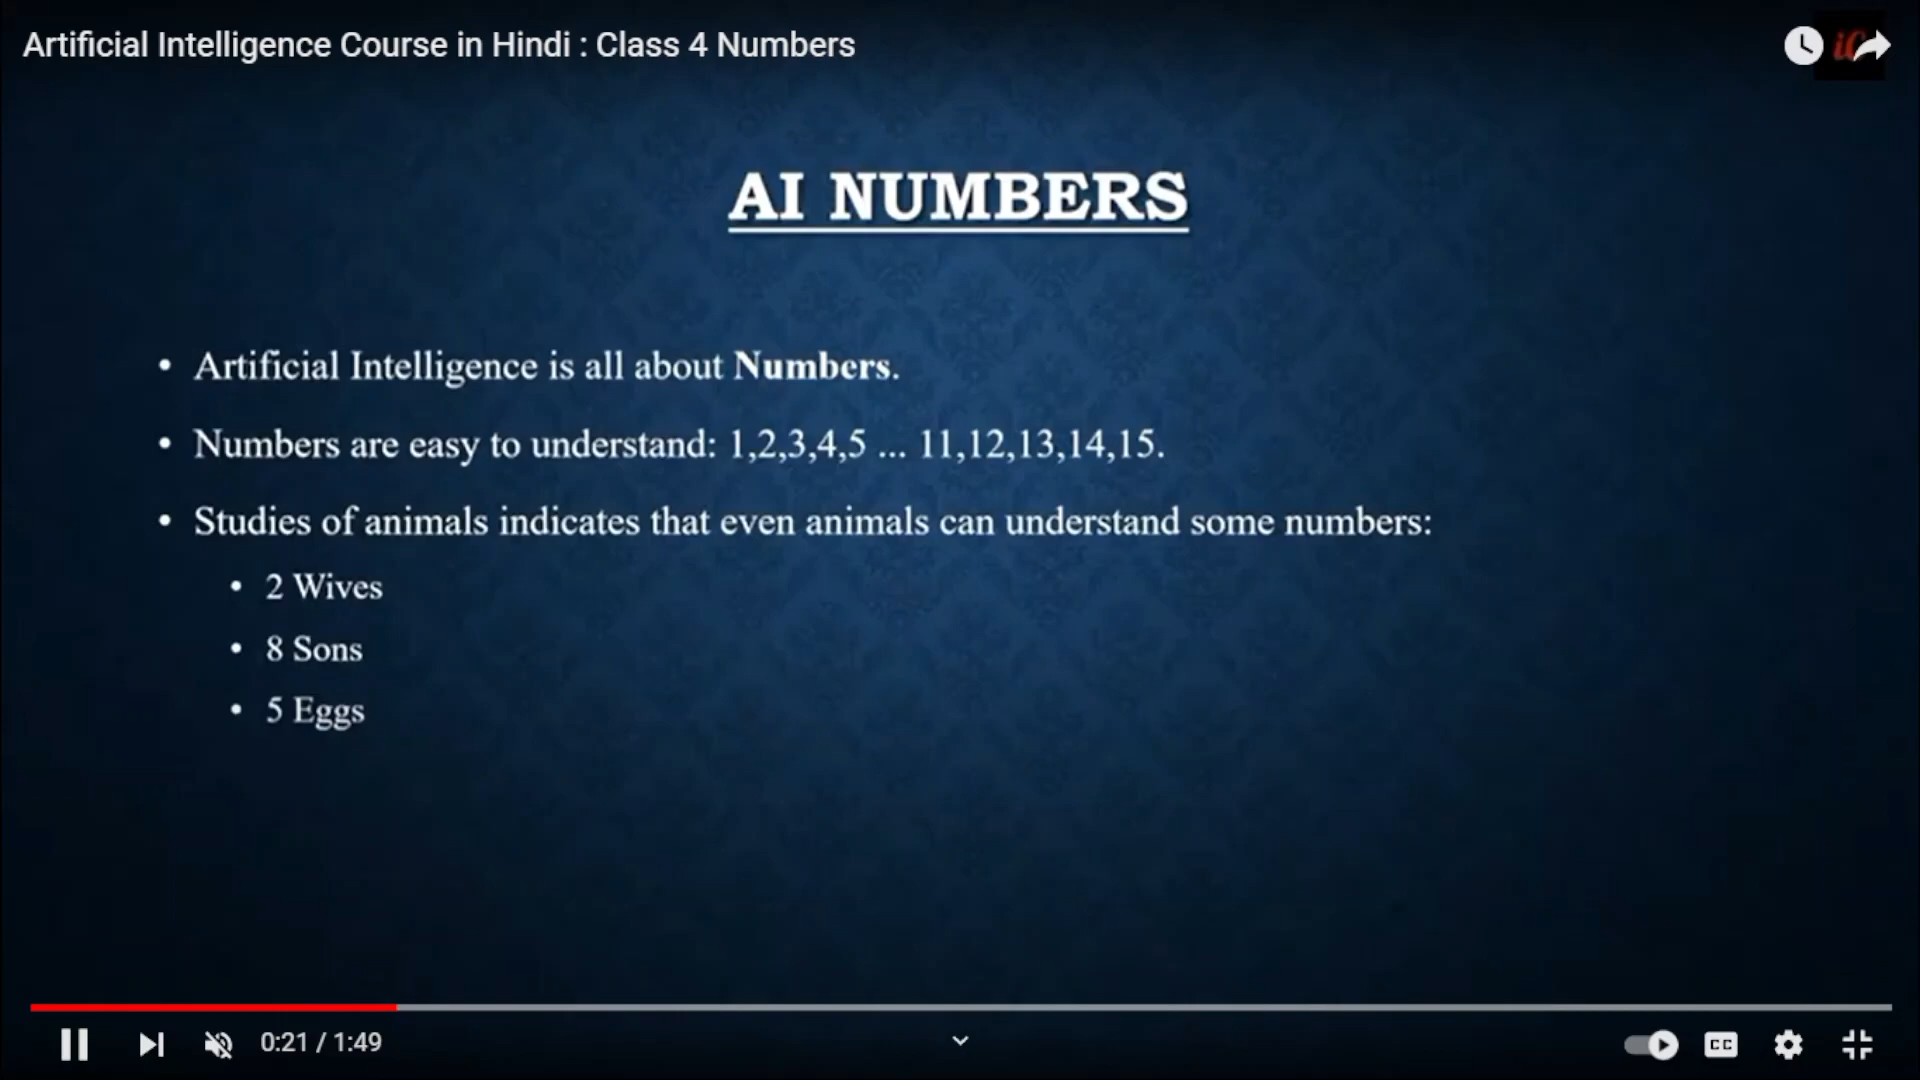 Artificial Intelligence Course in Hindi : Class 4 Numbers
AI NUMBERS
• Artificial Intelligence is all about Numbers.
• Numbers are easy to understand: 1,2,3,4,5 ... 11,12,13,14,15.
• Studies of animals indicates that even animals can understand some numbers:
• 2 Wives
• 8 Sons
• 5 Eggs
0:21 / 1:49
CC